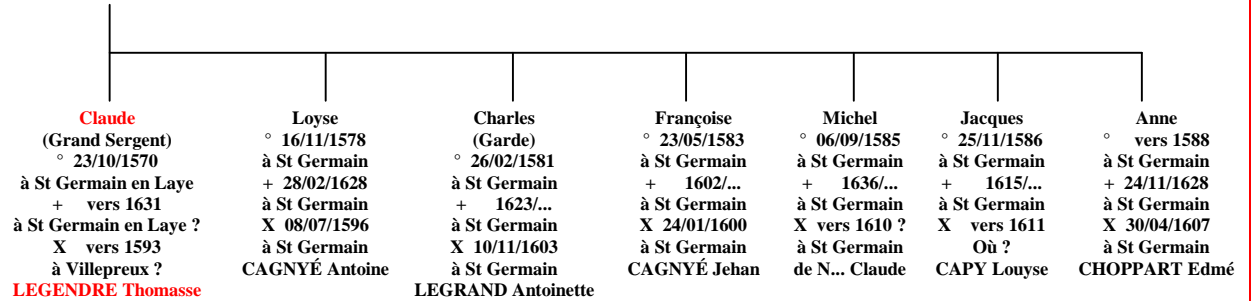 Claude
(Grand Sergent)
° 23/10/1570
à St Germain en Laye
+ vers 1631
à St Germain en Laye ?
X vers 1593
à Villepreux ?
LEGENDRE Thomasse
Loyse
° 16/11/1578
à St Germain
+ 28/02/1628
à St Germain
X 08/07/1596
à St Germain
CAGNYÉ Antoine
Charles
(Garde)
° 26/02/1581
à St Germain
+ 1623/...
à St Germain
X 10/11/1603
à St Germain
LEGRAND Antoinette
Françoise
° 23/05/1583
à St Germain
+ 1602/...
à St Germain
X 24/01/1600
à St Germain
CAGNYÉ Jehan
Michel
° 06/09/1585
à St Germain
+ 1636/...
à St Germain
X vers 1610 ?
à St Germain
de N... Claude
Jacques
° 25/11/1586
à St Germain
+ 1615/...
à St Germain
X vers 1611
Où ?
CAPY Louyse
Anne
° vers 1588
à St Germain
+ 24/11/1628
à St Germain
X 30/04/1607
à St Germain
CHOPPART Edmé